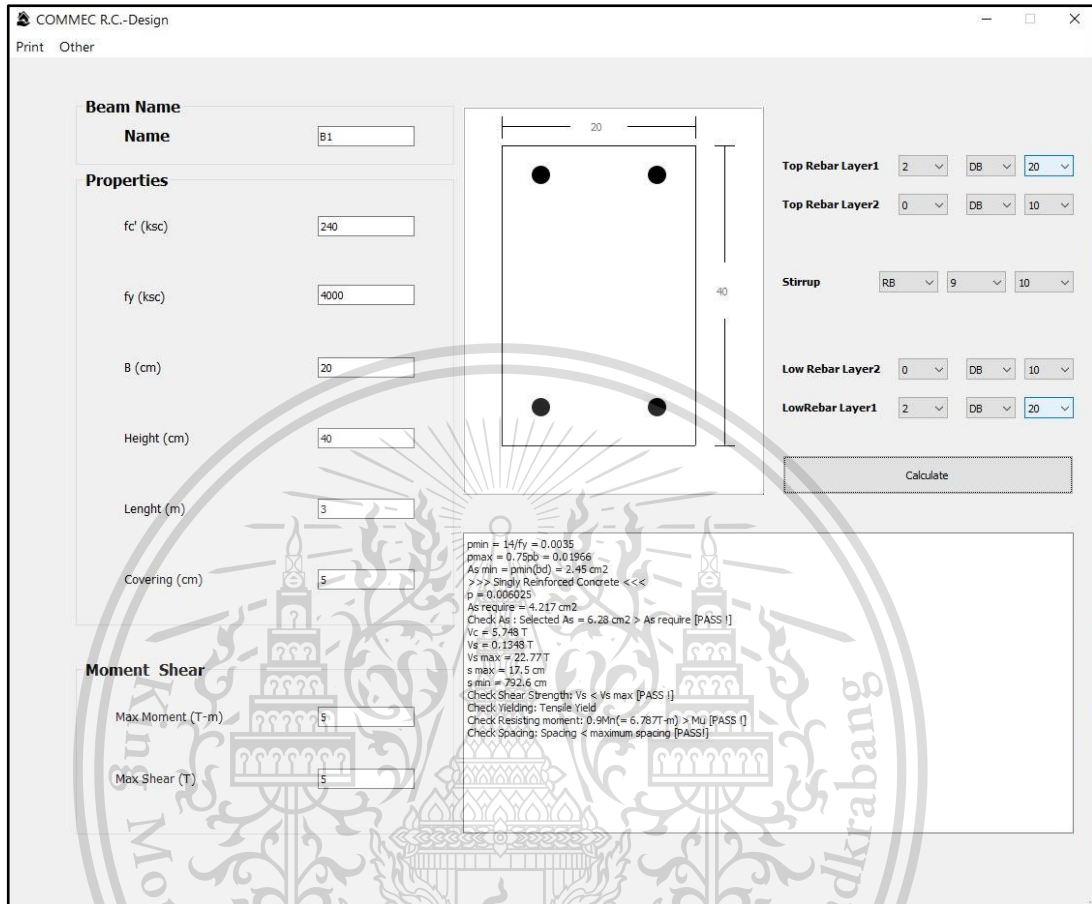 COMMEC R.C.-Design
Print Other
Beam Name
Name B1
Properties
fc' (ksc) 240
fy (ksc) 4000
B (cm) 20
Height (cm) 40
Lenght (m) 3
Covering (cm) 5
Moment Shear
Max Moment (T-m) 5
Max Shear (T) 5
20
40
Top Rebar Layer1 2 DB 20
Top Rebar Layer2 0 DB 10
Stirrup RB 9 10
Low Rebar Layer2 0 DB 10
LowRebar Layer1 2 DB 20
Calculate
pmin = 14/fy = 0.0035
pmax = 0.75pb = 0.01966
As min = pmin(bd) = 2.45 cm2
>>> Singly Reinforced Concrete <<<
p = 0.006025
As require = 4.217 cm2
Check As : Selected As = 6.28 cm2 > As require [PASS !]
Vc = 5.748 T
Vs = 0.1348 T
Vs max = 22.77 T
s max = 17.5 cm
s min = 792.6 cm
Check Shear Strength: Vs < Vs max [PASS !]
Check Yielding: Tensile Yield
Check Resisting moment: 0.9Mn(= 6.787T-m) > Mu [PASS !]
Check Spacing: Spacing < maximum spacing [PASS!]
King Mo
dkrabang